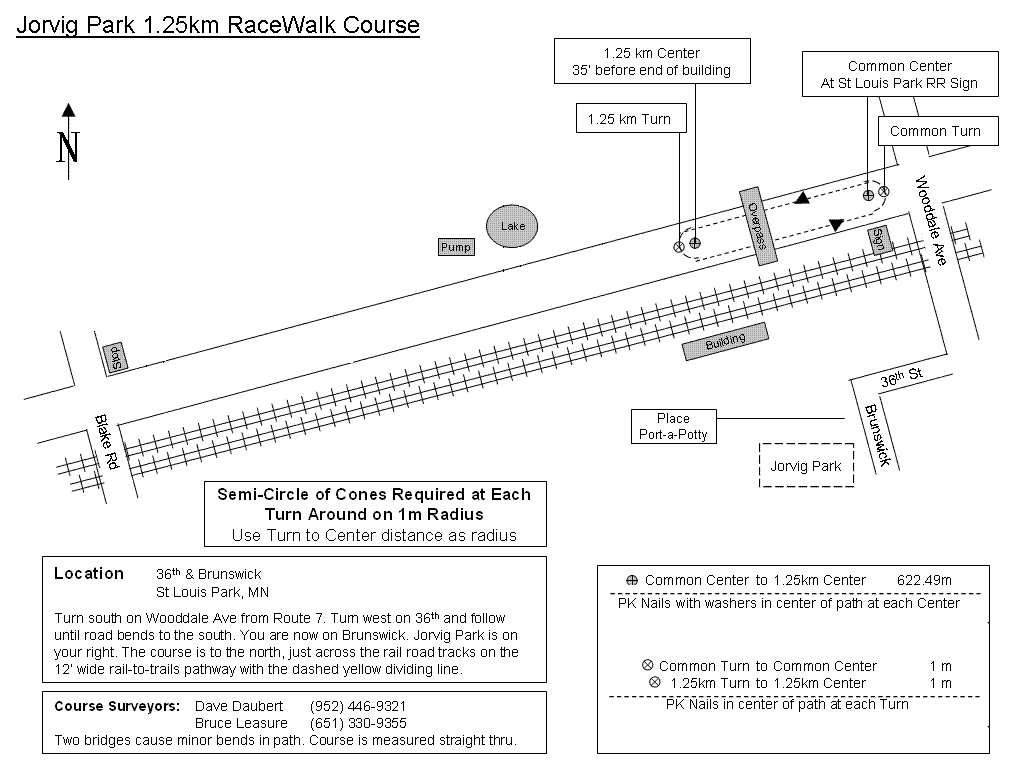 Jorvig Park 1.25km RaceWalk Course
1.25 km Center
35' before end of building
Common Center
At St Louis Park RR Sign
1.25 km Turn
Common Turn
N
Wooddale Ave
Overpass
Lake
Pump
Sign
Building
Stop
36th St
Blake Rd
Brunswick
Place
Port-a-Potty
Jorvig Park
Semi-Circle of Cones Required at Each
Turn Around on 1m Radius
Use Turn to Center distance as radius
Location 36th & Brunswick
St Louis Park, MN
Turn south on Wooddale Ave from Route 7. Turn west on 36th and follow
until road bends to the south. You are now on Brunswick. Jorvig Park is on
your right. The course is to the north, just across the rail road tracks on the
12' wide rail-to-trails pathway with the dashed yellow dividing line.
Course Surveyors: Dave Daubert (952) 446-9321
Bruce Leasure (651) 330-9355
Two bridges cause minor bends in path. Course is measured straight thru.
Common Center to 1.25km Center 622.49m
PK Nails with washers in center of path at each Center
Common Turn to Common Center 1 m
1.25km Turn to 1.25km Center 1 m
PK Nails in center of path at each Turn